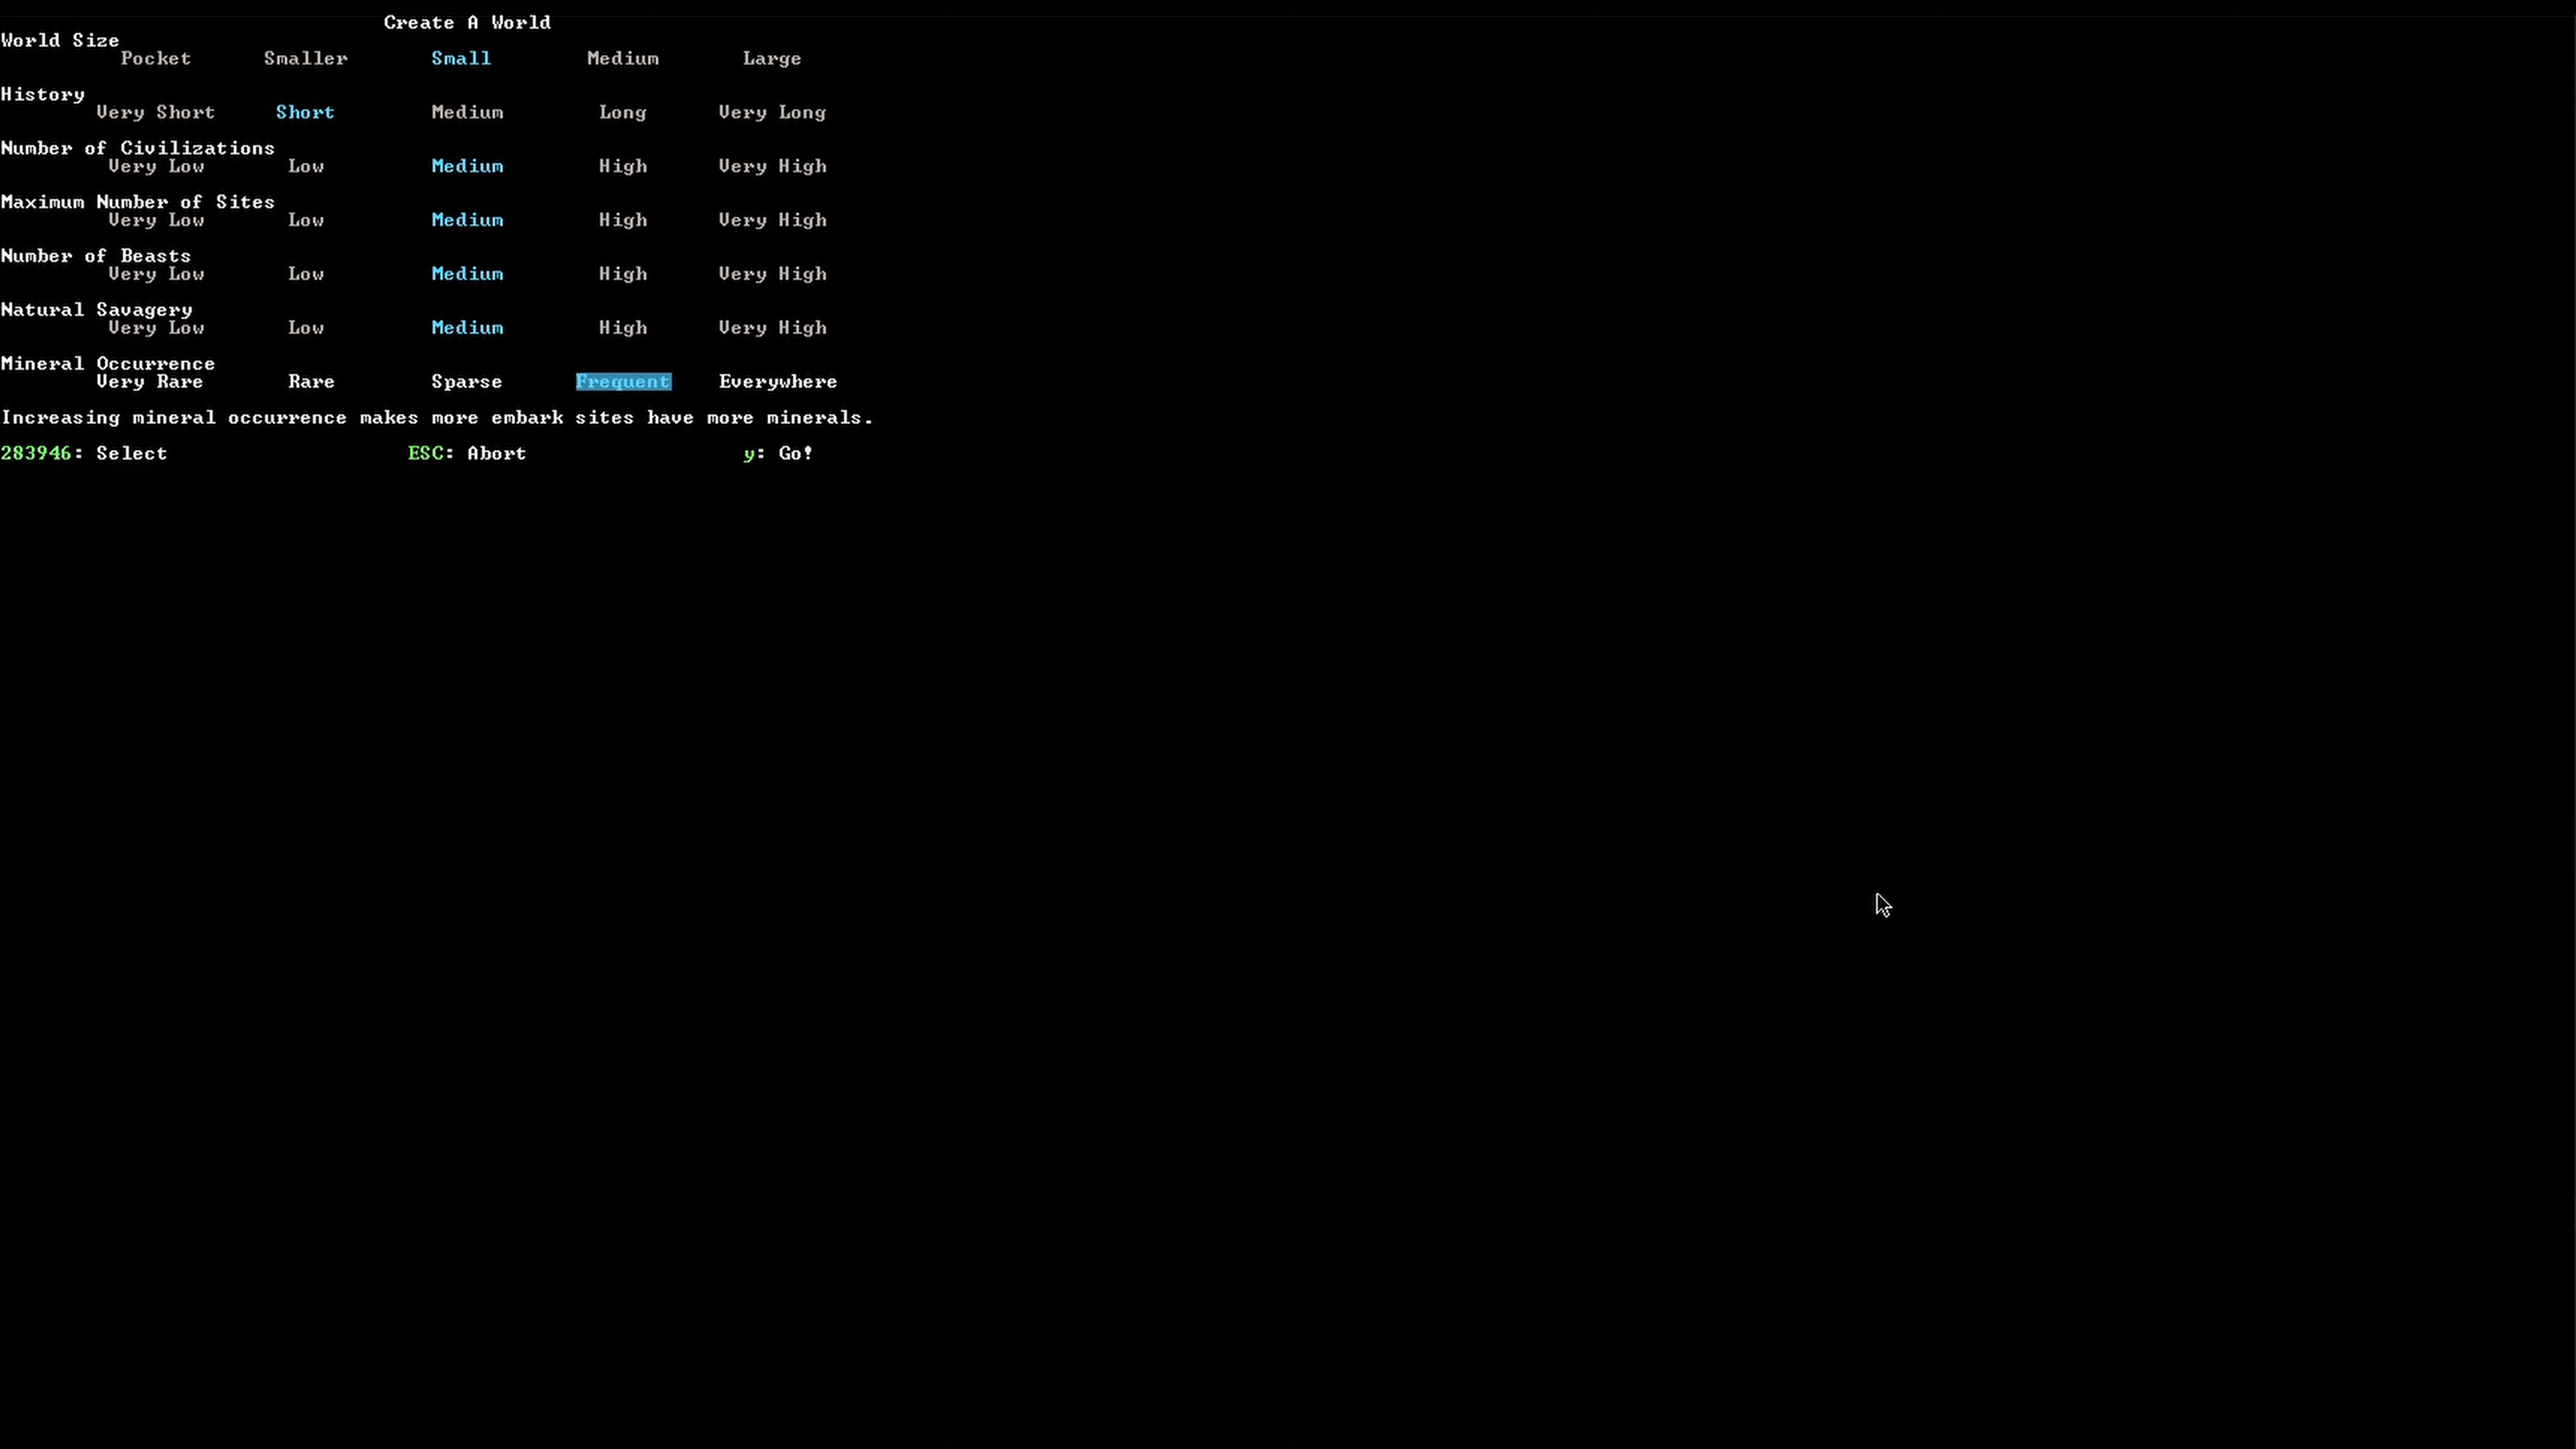 Create A World
World Size
Pocket Smaller Small Medium Large
History
Very Short Short Medium Long Very Long
Number of Civilizations
Very Low Low Medium High Very High
Maximum Number of Sites
Very Low Low Medium High Very High
Number of Beasts
Very Low Low Medium High Very High
Natural Savagery
Very Low Low Medium High Very High
Mineral Occurrence
Very Rare Rare Sparse Frequent Everywhere
Increasing mineral occurrence makes more embark sites have more minerals.
283946: Select ESC: Abort y: Go!